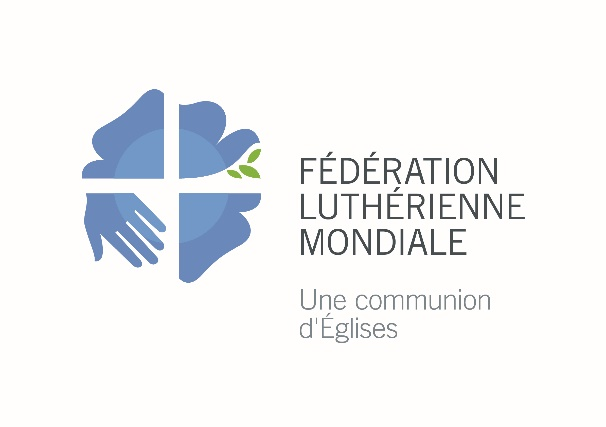 FÉDÉRATION
LUTHÉRIENNE
MONDIALE
Une communion
d'Églises